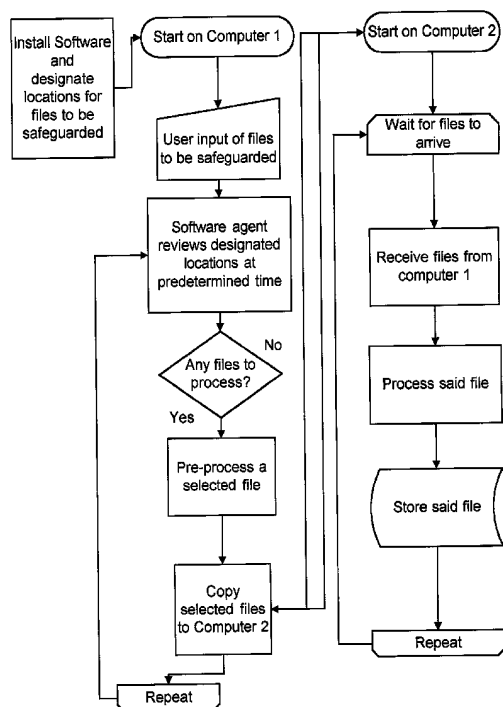 Install Software
and
designate
locations for
files to be
safeguarded
Start on Computer 1
User input of files
to be safeguarded
Software agent
reviews designated
locations at
predetermined time
No
Any files to
process?
Yes
Pre-process a
selected file
Copy
selected files
to Computer 2
Repeat
Start on Computer 2
Wait for files to
arrive
Receive files from
computer 1
Process said file
Store said file
Repeat